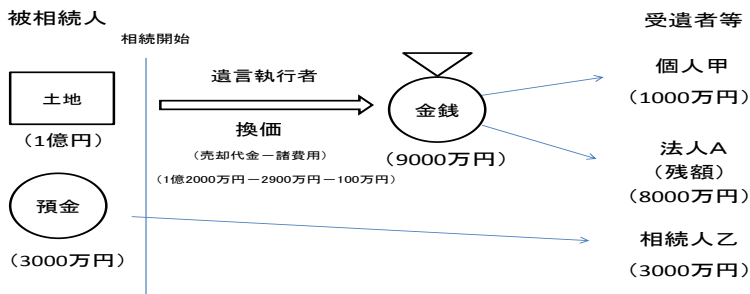 被相続人
相続開始
受遺者等
土地
(1億円)
遺言執行者
換価
(売却代金－諸費用)
(1億2000万円－2900万円－100万円)
金銭
(9000万円)
個人甲
(1000万円)
法人A
(残額)
(8000万円)
預金
(3000万円)
相続人乙
(3000万円)